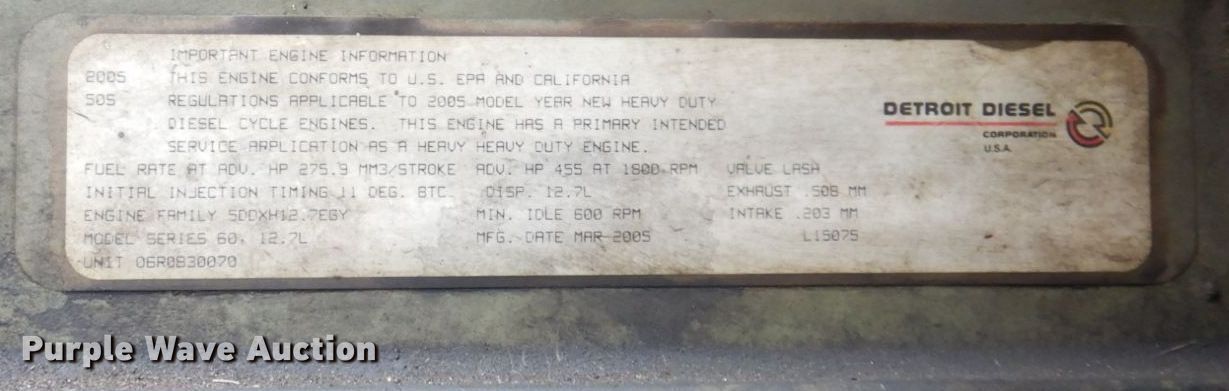 IMPORTANT ENGINE INFORMATION
2005 THIS ENGINE CONFORMS TO U.S. EPA AND CALIFORNIA
505 REGULATIONS APPLICABLE TO 2005 MODEL YEAR NEW HEAVY DUTY
DIESEL CYCLE ENGINES. THIS ENGINE HAS A PRIMARY INTENDED
SERVICE APPLICATION AS A HEAVY HEAVY DUTY ENGINE.
DETROIT DIESEL
CORPORATION
U.S.A.
FUEL RATE AT ADV. HP 275.9 MM3/STROKE ADV. HP 455 AT 1800 RPM VALVE LASH
INITIAL INJECTION TIMING 11 DEG. BTC. DISP. 12.7L EXHAUST .508 MM
ENGINE FAMILY 5DDXH12.7EGY MIN. IDLE 600 RPM INTAKE .203 MM
MODEL SERIES 60, 12.7L MFG. DATE MAR 2005 L15075
UNIT 06R0830070
Purple Wave Auction